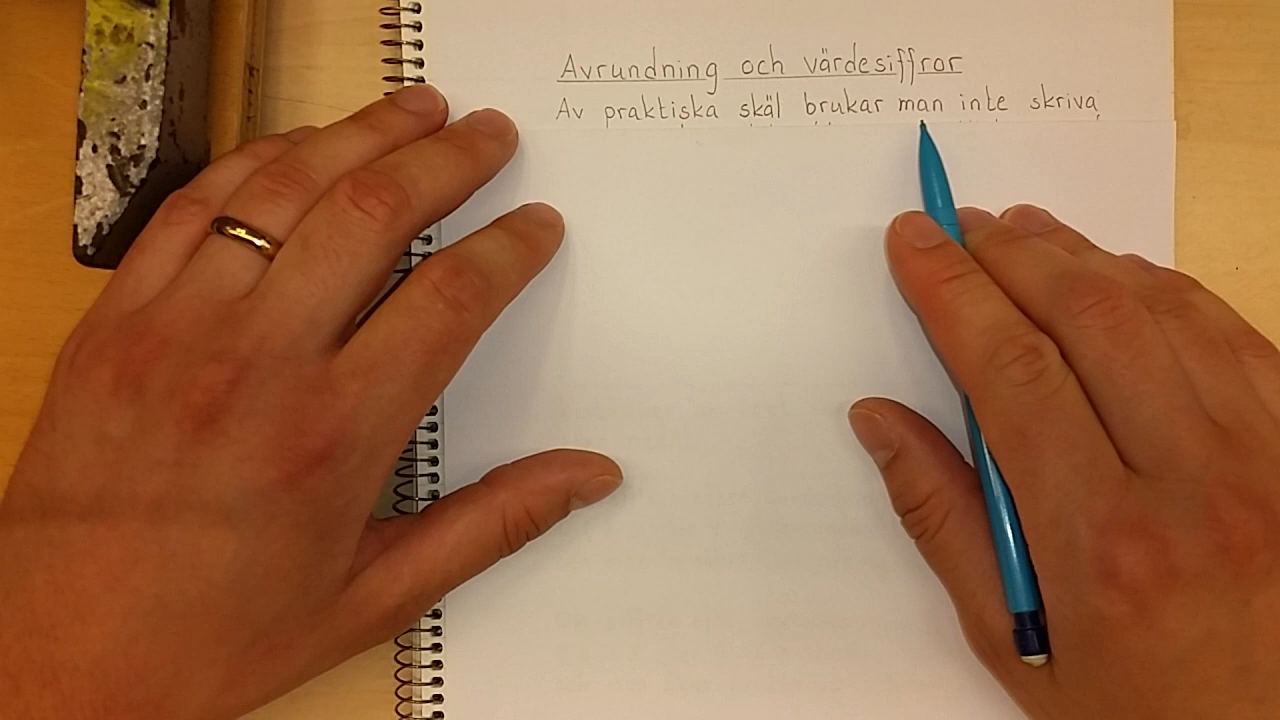 Avrundning och värdesiffror
Av praktiska skäl brukar man inte skriva